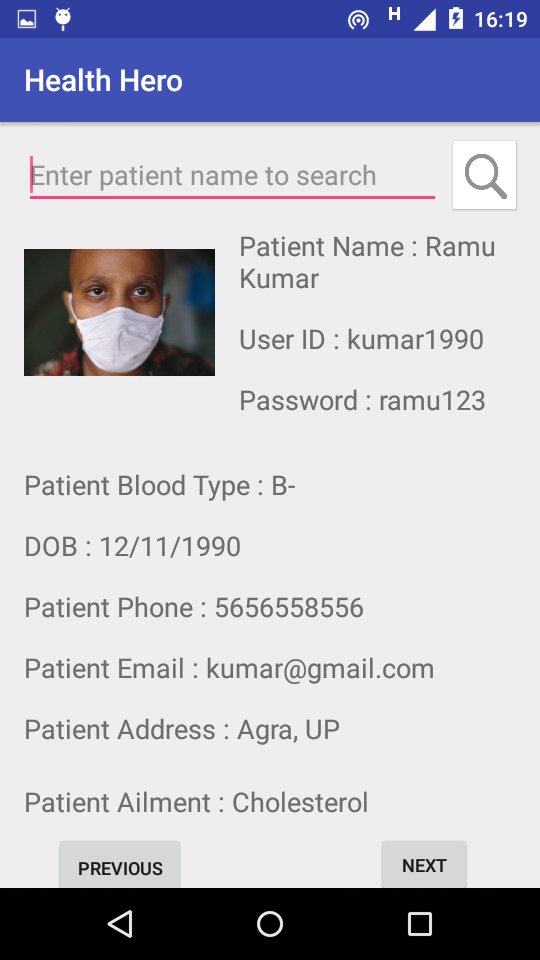 H 16:19
Health Hero
Enter patient name to search
Patient Name : Ramu
Kumar
User ID : kumar1990
Password : ramu123
Patient Blood Type : B-
DOB : 12/11/1990
Patient Phone : 5656558556
Patient Email : kumar@gmail.com
Patient Address : Agra, UP
Patient Ailment : Cholesterol
PREVIOUS NEXT